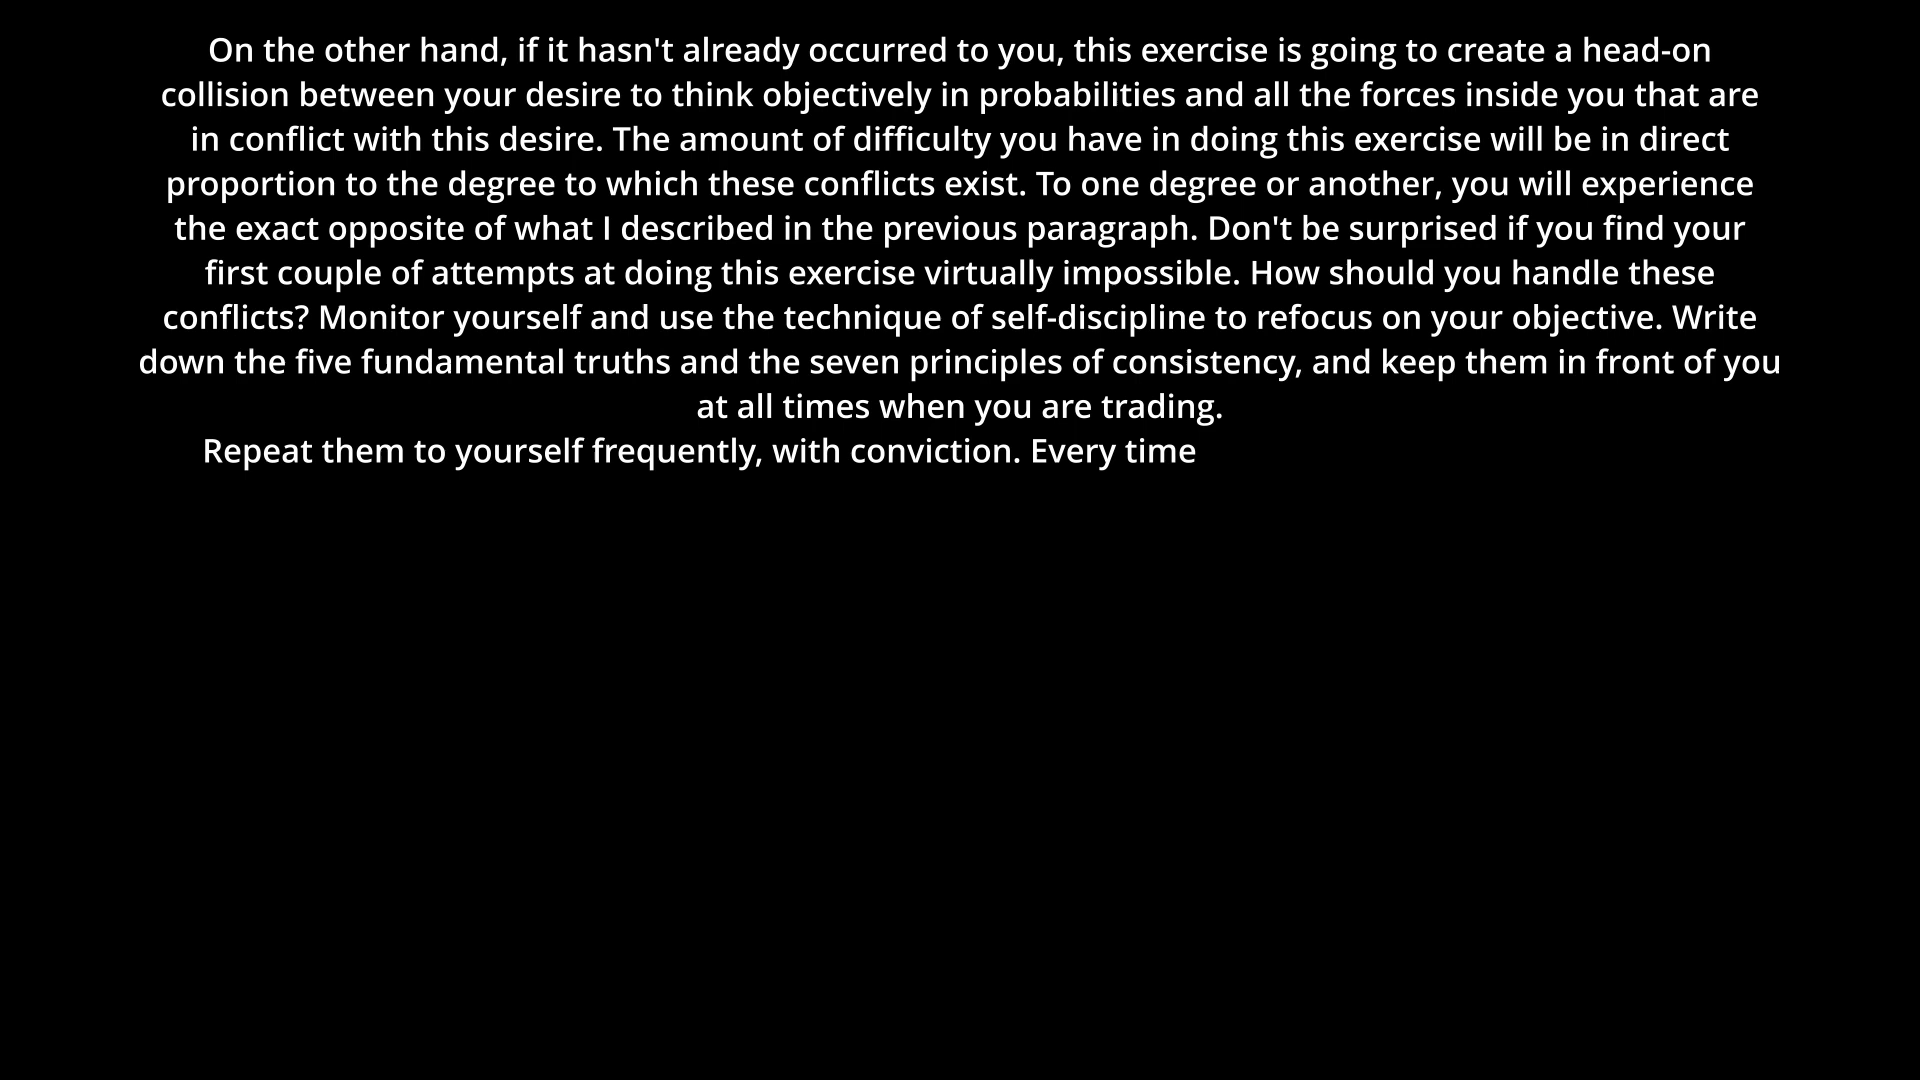 On the other hand, if it hasn't already occurred to you, this exercise is going to create a head-on
collision between your desire to think objectively in probabilities and all the forces inside you that are
in conflict with this desire. The amount of difficulty you have in doing this exercise will be in direct
proportion to the degree to which these conflicts exist. To one degree or another, you will experience
the exact opposite of what I described in the previous paragraph. Don't be surprised if you find your
first couple of attempts at doing this exercise virtually impossible. How should you handle these
conflicts? Monitor yourself and use the technique of self-discipline to refocus on your objective. Write
down the five fundamental truths and the seven principles of consistency, and keep them in front of you
at all times when you are trading.
Repeat them to yourself frequently, with conviction. Every time